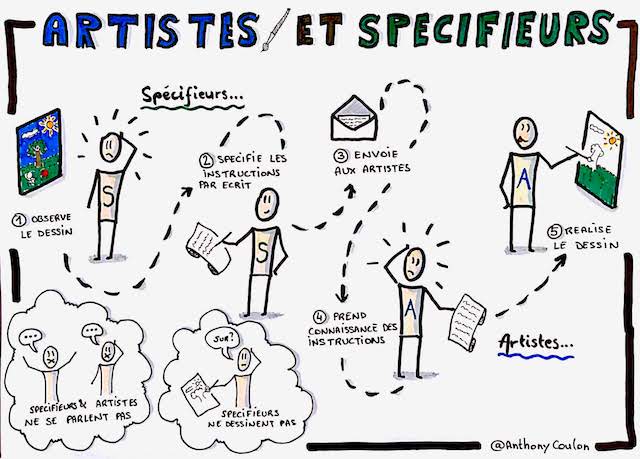 ARTISTES ET SPECIFIEURS
Spécifieurs...
① OBSERVE
LE DESSIN
S
② SPECIFIE LES
INSTRUCTIONS
PAR ECRIT
S
③ ENVOIE
AUX ARTISTES
④ PREND
CONNAISSANCE DES
INSTRUCTIONS
A
A
⑤ REALISE
LE DESSIN
Artistes...
SPECIFIEURS & ARTISTES
NE SE PARLENT PAS
SUR?
SPECIFIEURS
NE DESSINENT PAS
@Anthony Coulon